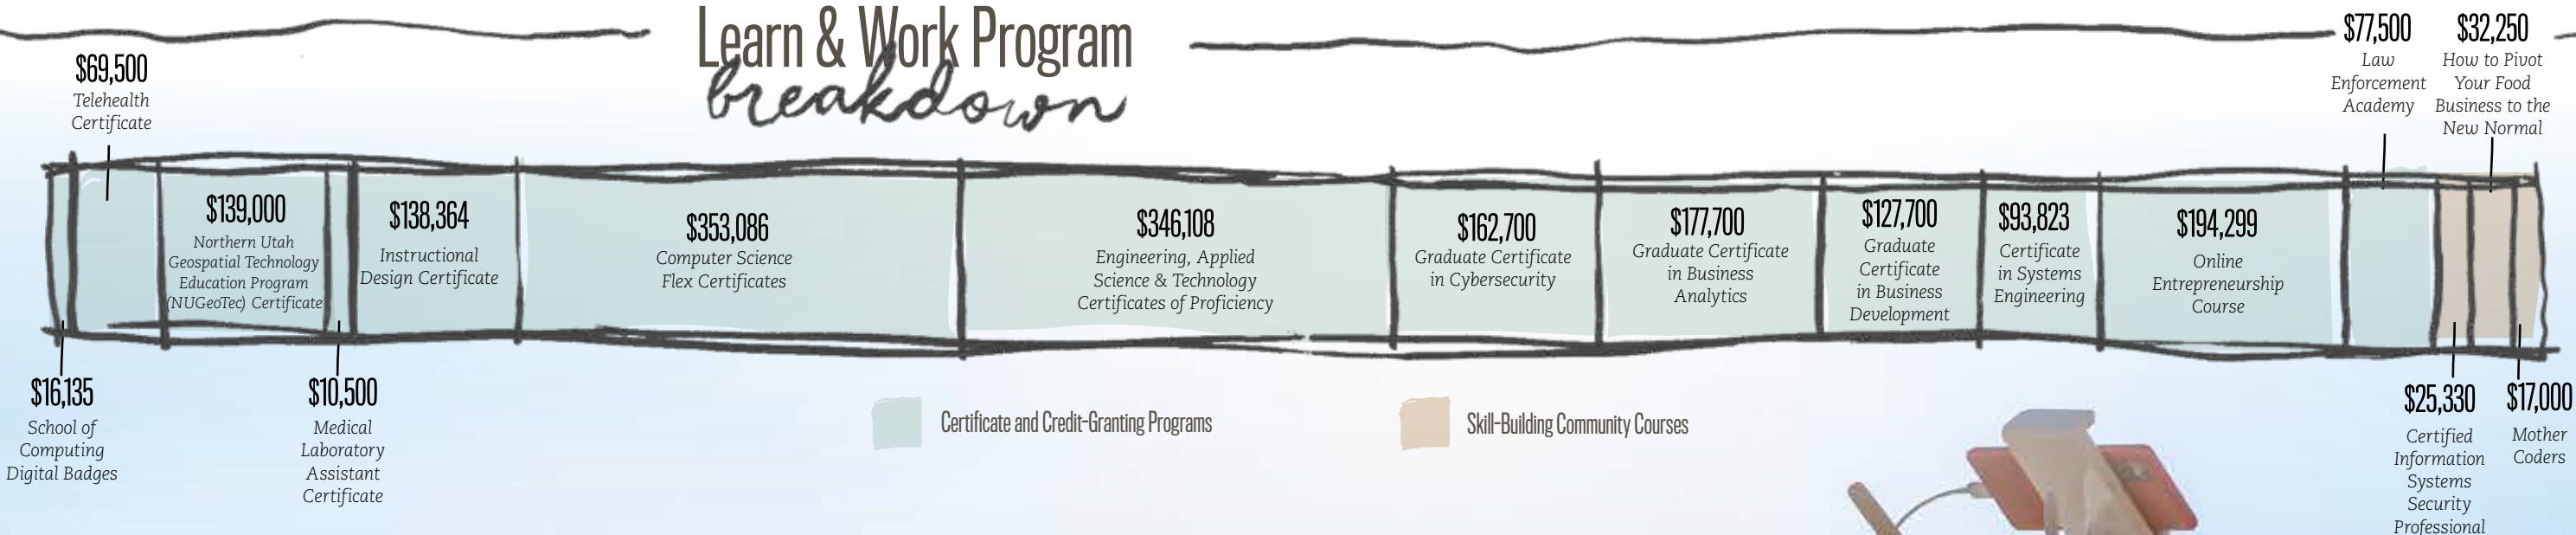 Learn & Work Program
breakdown
$69,500
Telehealth
Certificate
$77,500
Law
Enforcement
Academy
$32,250
How to Pivot
Your Food
Business to the
New Normal
$139,000
Northern Utah
Geospatial Technology
Education Program
(NUGeoTec) Certificate
$138,364
Instructional
Design Certificate
$353,086
Computer Science
Flex Certificates
$346,108
Engineering, Applied
Science & Technology
Certificates of Proficiency
$162,700
Graduate Certificate
in Cybersecurity
$177,700
Graduate Certificate
in Business
Analytics
$127,700
Graduate
Certificate
in Business
Development
$93,823
Certificate
in Systems
Engineering
$194,299
Online
Entrepreneurship
Course
$16,135
School of
Computing
Digital Badges
$10,500
Medical
Laboratory
Assistant
Certificate
Certificate and Credit-Granting Programs
Skill-Building Community Courses
$25,330
Certified
Information
Systems
Security
Professional
$17,000
Mother
Coders